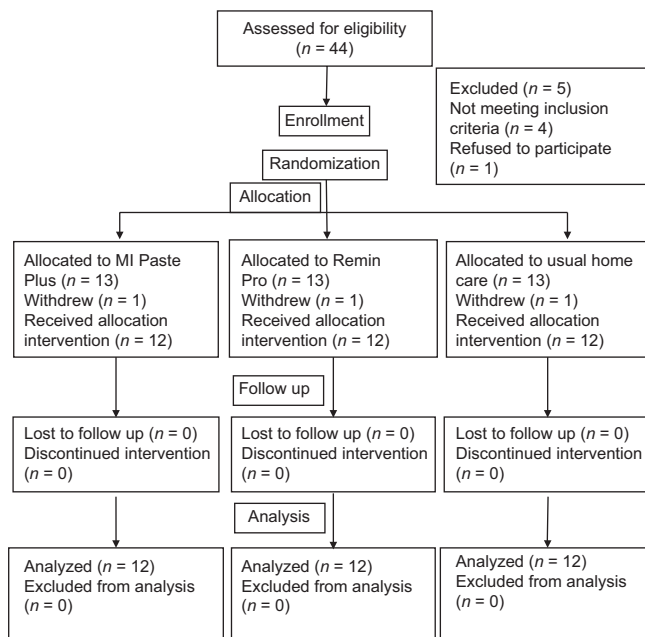 Assessed for eligibility
(n = 44)
Excluded (n = 5)
Not meeting inclusion
criteria (n = 4)
Refused to participate
(n = 1)
Enrollment
Randomization
Allocation
Allocated to MI Paste
Plus (n = 13)
Withdrew (n = 1)
Received allocation
intervention (n = 12)
Allocated to Remin
Pro (n = 13)
Withdrew (n = 1)
Received allocation
intervention (n = 12)
Allocated to usual home
care (n = 13)
Withdrew (n = 1)
Received allocation
intervention (n = 12)
Follow up
Lost to follow up (n = 0)
Discontinued intervention
(n = 0)
Lost to follow up (n = 0)
Discontinued intervention
(n = 0)
Lost to follow up (n = 0)
Discontinued intervention
(n = 0)
Analysis
Analyzed (n = 12)
Excluded from analysis
(n = 0)
Analyzed (n = 12)
Excluded from analysis
(n = 0)
Analyzed (n = 12)
Excluded from analysis
(n = 0)